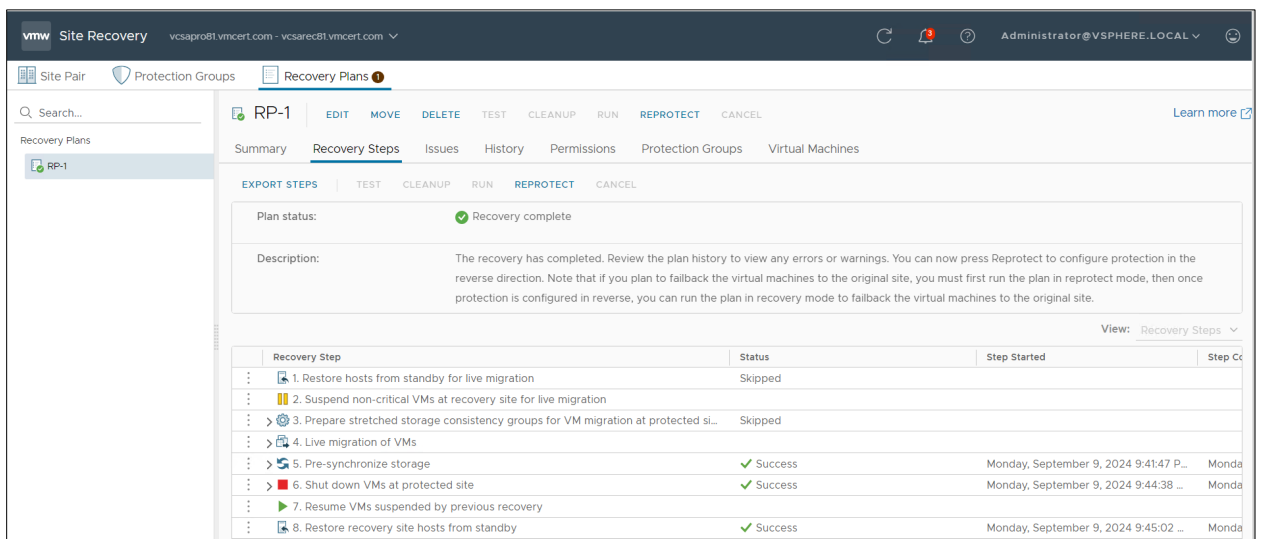 vmw Site Recovery vcsapro81.vmcert.com - vcsarec81.vmcert.com 3 Administrator@VSPHERE.LOCAL
Site Pair Protection Groups Recovery Plans 1
Search...
Recovery Plans
RP-1
RP-1 EDIT MOVE DELETE TEST CLEANUP RUN REPROTECT CANCEL Learn more
Summary Recovery Steps Issues History Permissions Protection Groups Virtual Machines
EXPORT STEPS TEST CLEANUP RUN REPROTECT CANCEL
Plan status: Recovery complete
Description: The recovery has completed. Review the plan history to view any errors or warnings. You can now press Reprotect to configure protection in the
reverse direction. Note that if you plan to failback the virtual machines to the original site, you must first run the plan in reprotect mode, then once
protection is configured in reverse, you can run the plan in recovery mode to failback the virtual machines to the original site.
View: Recovery Steps
Recovery Step Status Step Started Step Co
1. Restore hosts from standby for live migration Skipped
2. Suspend non-critical VMs at recovery site for live migration
3. Prepare stretched storage consistency groups for VM migration at protected si... Skipped
4. Live migration of VMs
5. Pre-synchronize storage Success Monday, September 9, 2024 9:41:47 P... Monda
6. Shut down VMs at protected site Success Monday, September 9, 2024 9:44:38 ... Monda
7. Resume VMs suspended by previous recovery
8. Restore recovery site hosts from standby Success Monday, September 9, 2024 9:45:02 ... Monda